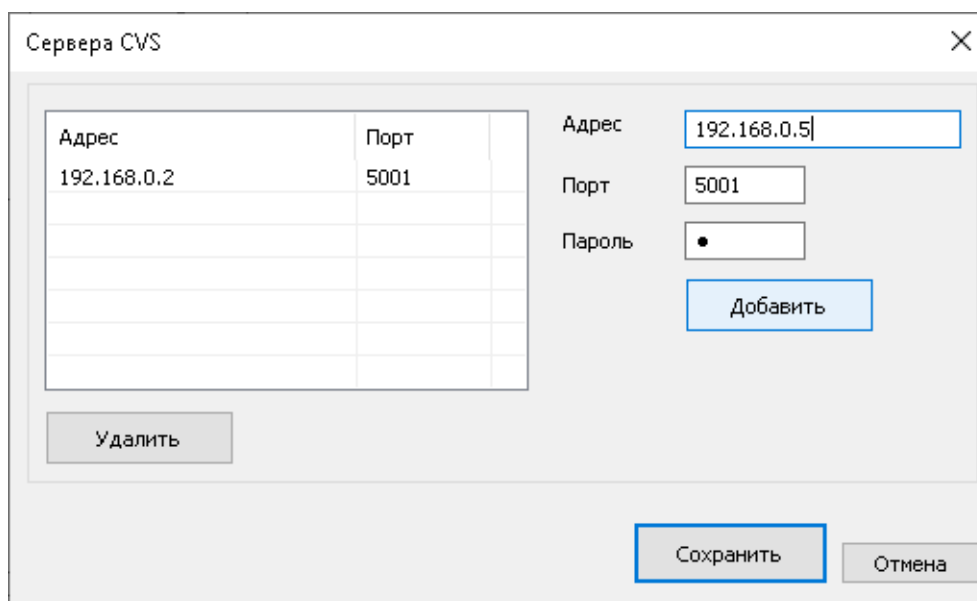 Сервера CVS
Адрес Порт
192.168.0.2 5001
Удалить
Адрес 192.168.0.5
Порт 5001
Пароль ●
Добавить
Сохранить Отмена